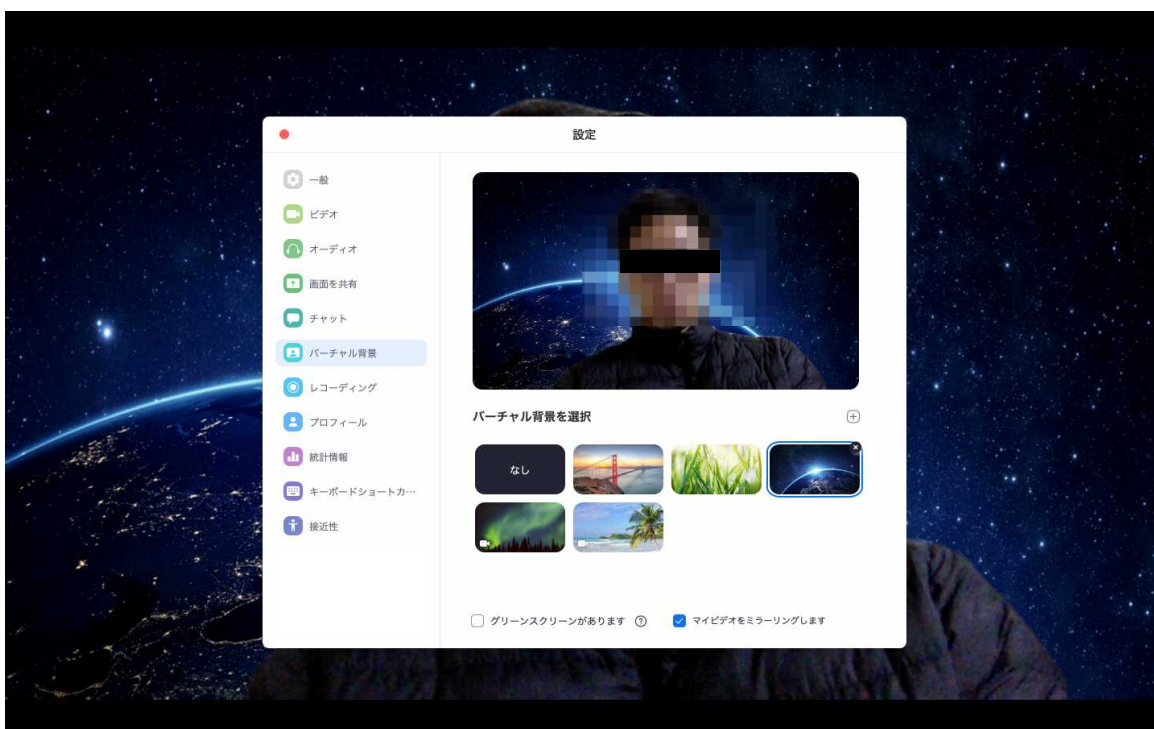 設定
一般
ビデオ
オーディオ
画面を共有
チャット
バーチャル背景
レコーディング
プロフィール
統計情報
キーボードショートカ…
接近性
バーチャル背景を選択
なし
グリーンスクリーンがあります
マイビデオをミラーリングします